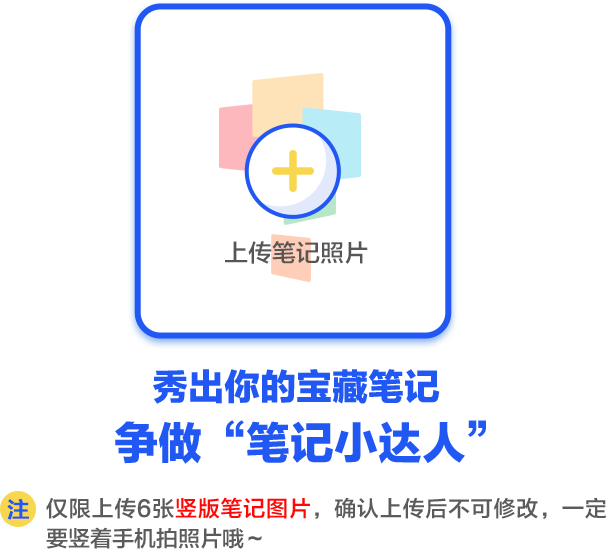 上传笔记照片
秀出你的宝藏笔记
争做“笔记小达人”
注 仅限上传6张竖版笔记图片，确认上传后不可修改，一定
要竖着手机拍照片哦～